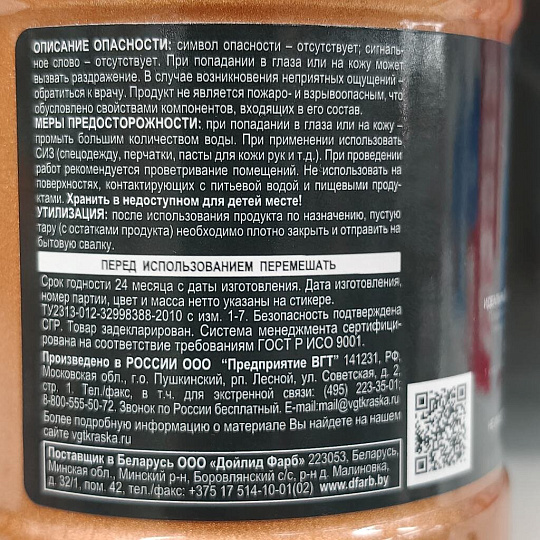 ОПИСАНИЕ ОПАСНОСТИ: символ опасности – отсутствует; сигналь-
ное слово – отсутствует. При попадании в глаза или на кожу может
вызвать раздражение. В случае возникновения неприятных ощущений –
обратиться к врачу. Продукт не является пожаро- и взрывоопасным, что
обусловлено свойствами компонентов, входящих в его состав.
МЕРЫ ПРЕДОСТОРОЖНОСТИ: при попадании в глаза или на кожу –
промыть большим количеством воды. При применении использовать
СИЗ (спецодежду, перчатки, пасты для кожи рук и т.д.). При проведении
работ рекомендуется проветривание помещений. Не использовать на
поверхностях, контактирующих с питьевой водой и пищевыми проду-
ктами. Хранить в недоступном для детей месте!
УТИЛИЗАЦИЯ: после использования продукта по назначению, пустую
тару (с остатками продукта) необходимо плотно закрыть и отправить на
бытовую свалку.
ПЕРЕД ИСПОЛЬЗОВАНИЕМ ПЕРЕМЕШАТЬ
Срок годности 24 месяца с даты изготовления. Дата изготовления,
номер партии, цвет и масса нетто указаны на стикере.
ТУ2313-012-32998388-2010 с изм. 1-7. Безопасность подтверждена
СГР. Товар задекларирован. Система менеджмента сертифици-
рована на соответствие требованиям ГОСТ Р ИСО 9001.
Произведено в РОССИИ ООО "Предприятие ВГТ" 141231, РФ,
Московская обл., г.о. Пушкинский, рп. Лесной, ул. Советская, д. 2,
стр. 1. Тел./факс, в т.ч. для экстренной связи: (495) 223-35-01;
8-800-555-50-72. Звонок по России бесплатный. E-mail:mail@vgtkraska.ru
Более подробную информацию о материале Вы найдете на нашем
сайте vgtkraska.ru
Поставщик в Беларусь ООО «Дойлид Фарб» 223053, Беларусь,
Минская обл., Минский р-н, Боровлянский с/с, р-н д. Малиновка,
д. 32/1, пом. 42, тел./факс: +375 17 514-10-01(02) www.dfarb.by